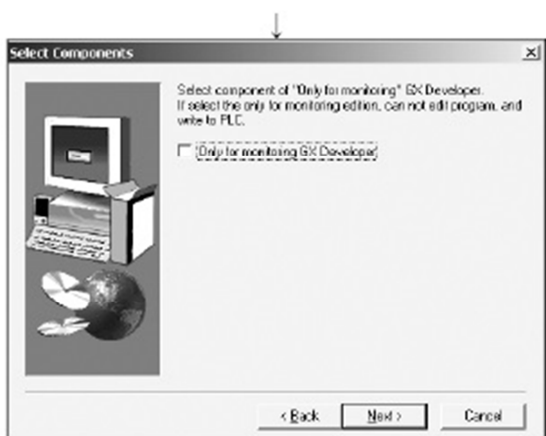 Select Components
Select component of "Only for monitoring" GX Developer.
If select the only for monitoring edition, can not edit program, and
write to PLC.
Only for monitoring GX Developer
< Back
Next >
Cancel